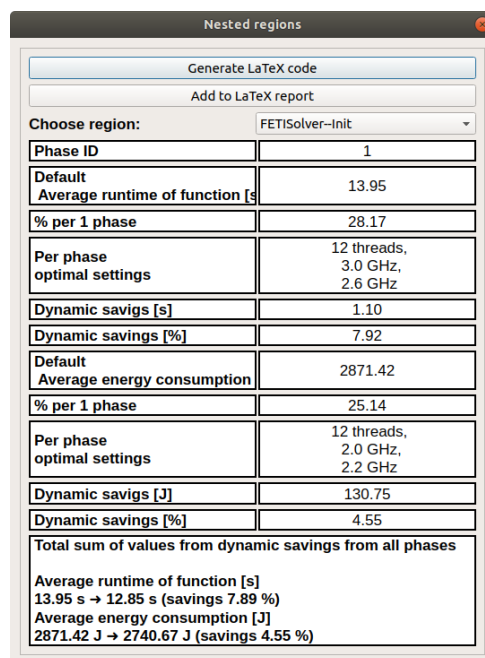 Nested regions
Generate LaTeX code
Add to LaTeX report
Choose region: FETISolver--Init
Phase ID 1
Default
Average runtime of function [s 13.95
% per 1 phase 28.17
Per phase
optimal settings
12 threads,
3.0 GHz,
2.6 GHz
Dynamic savigs [s] 1.10
Dynamic savings [%] 7.92
Default
Average energy consumption 2871.42
% per 1 phase 25.14
Per phase
optimal settings
12 threads,
2.0 GHz,
2.2 GHz
Dynamic savigs [J] 130.75
Dynamic savings [%] 4.55
Total sum of values from dynamic savings from all phases
Average runtime of function [s]
13.95 s → 12.85 s (savings 7.89 %)
Average energy consumption [J]
2871.42 J → 2740.67 J (savings 4.55 %)